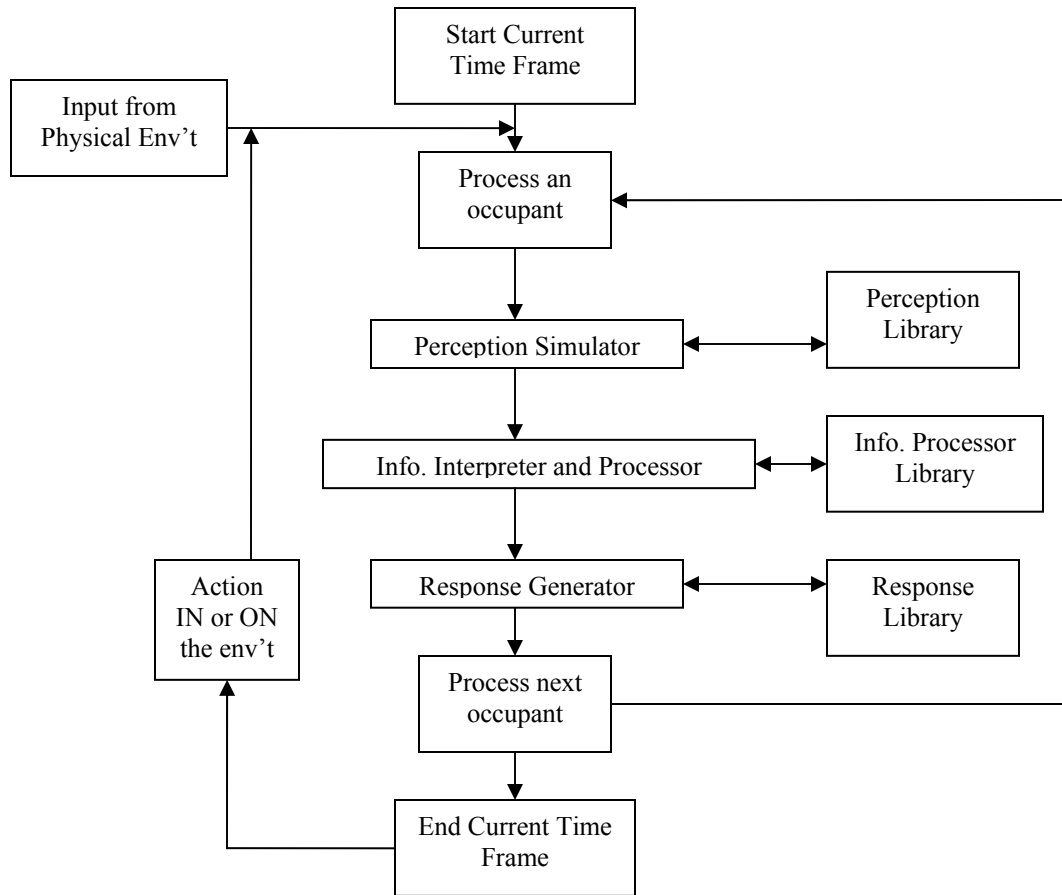 Start Current
Time Frame
Input from
Physical Env’t
Process an
occupant
Perception
Library
Perception Simulator
Info. Processor
Library
Info. Interpreter and Processor
Action
IN or ON
the env’t
Response Generator
Response
Library
Process next
occupant
End Current Time
Frame